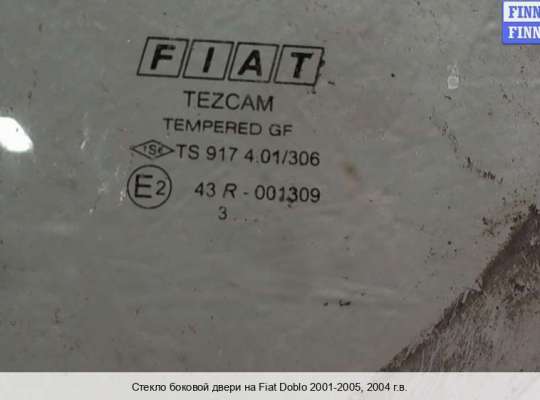 FINN
FINN
FIAT
TEZCAM
TEMPERED GF
TSE TS 917 4.01/306
E2 43 R - 001309
3
Стекло боковой двери на Fiat Doblo 2001-2005, 2004 г.в.